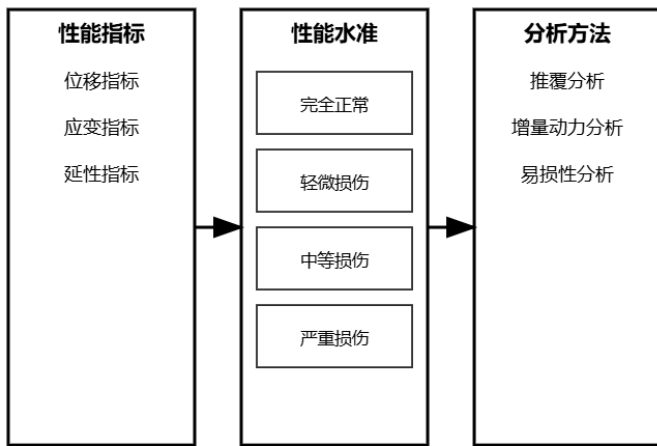 性能指标
位移指标
应变指标
延性指标
性能水准
完全正常
轻微损伤
中等损伤
严重损伤
分析方法
推覆分析
增量动力分析
易损性分析